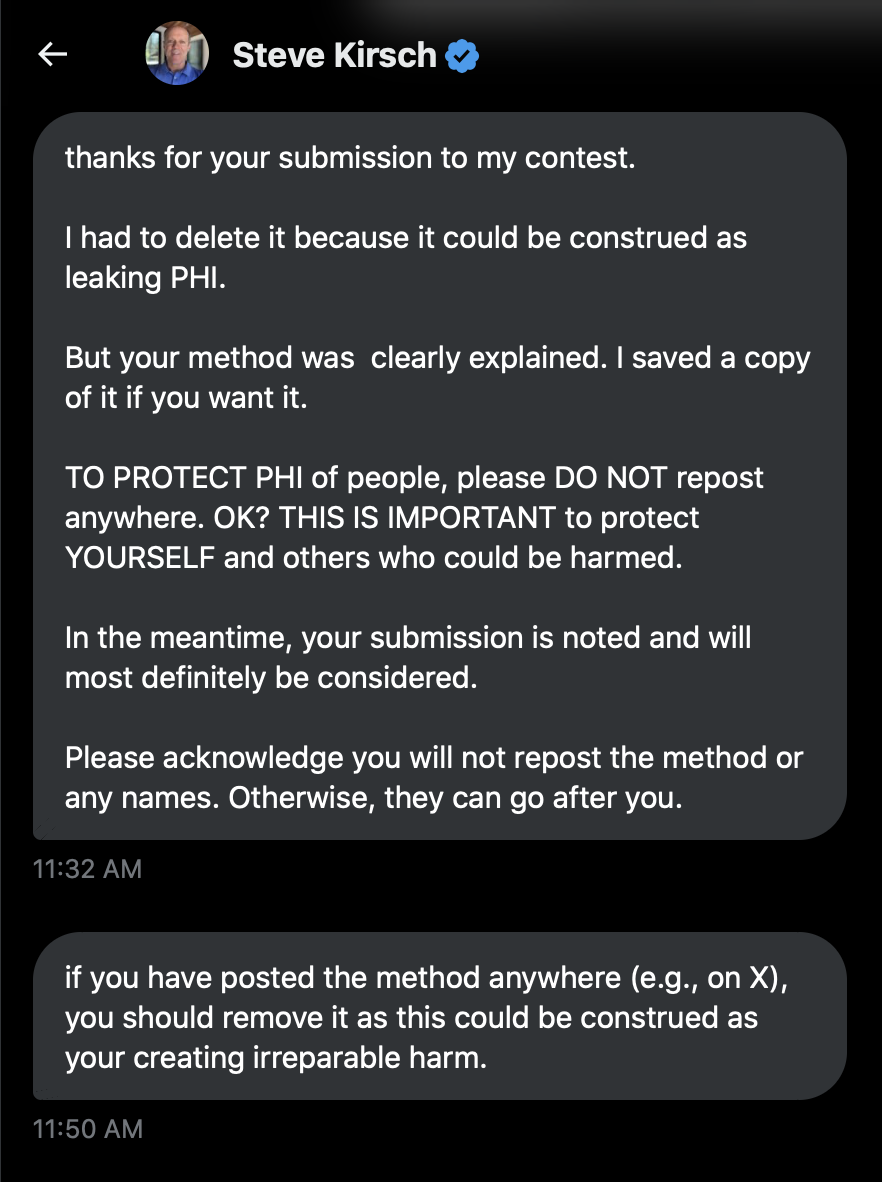 Steve Kirsch
thanks for your submission to my contest.
I had to delete it because it could be construed as
leaking PHI.
But your method was  clearly explained. I saved a copy
of it if you want it.
TO PROTECT PHI of people, please DO NOT repost
anywhere. OK? THIS IS IMPORTANT to protect
YOURSELF and others who could be harmed.
In the meantime, your submission is noted and will
most definitely be considered.
Please acknowledge you will not repost the method or
any names. Otherwise, they can go after you.
11:32 AM
if you have posted the method anywhere (e.g., on X),
you should remove it as this could be construed as
your creating irreparable harm.
11:50 AM